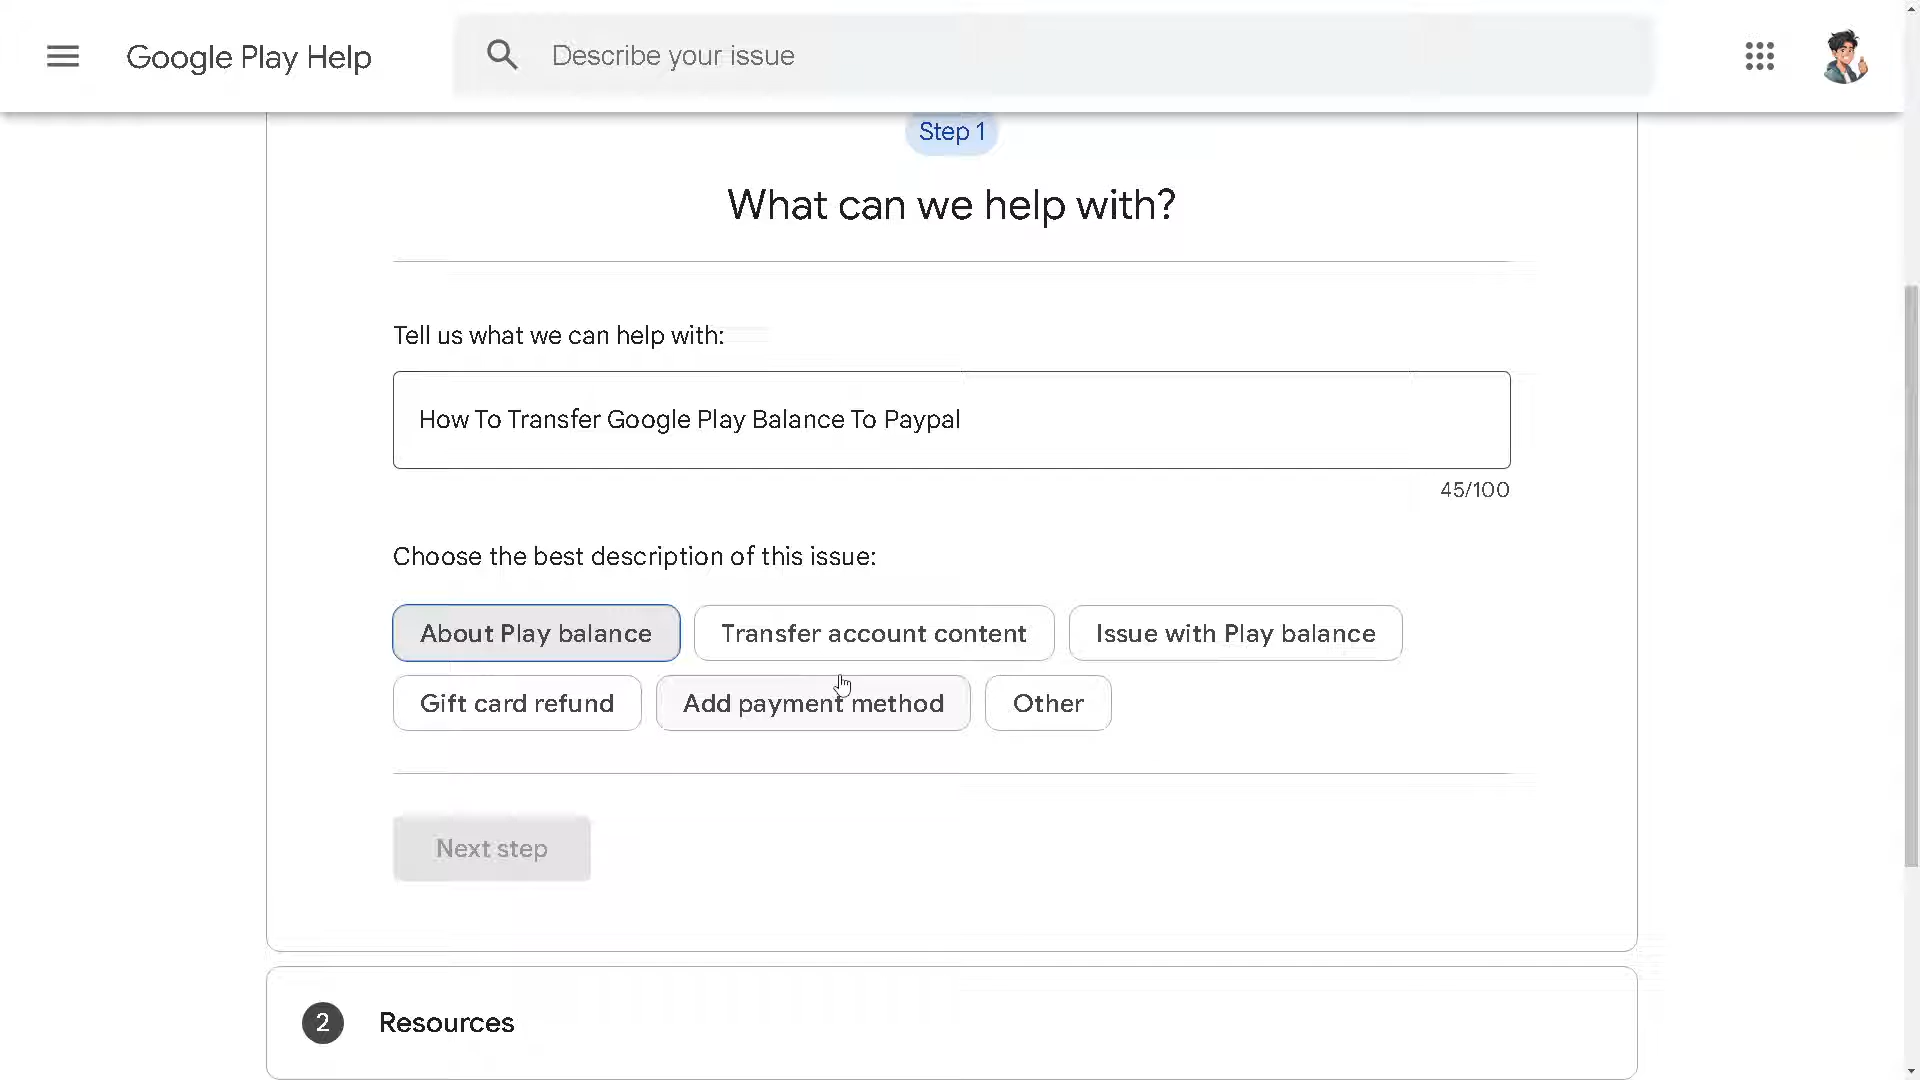 Google Play Help
Describe your issue
Step 1
What can we help with?
Tell us what we can help with:
How To Transfer Google Play Balance To Paypal
45/100
Choose the best description of this issue:
About Play balance
Transfer account content
Issue with Play balance
Gift card refund
Add payment method
Other
Next step
2
Resources